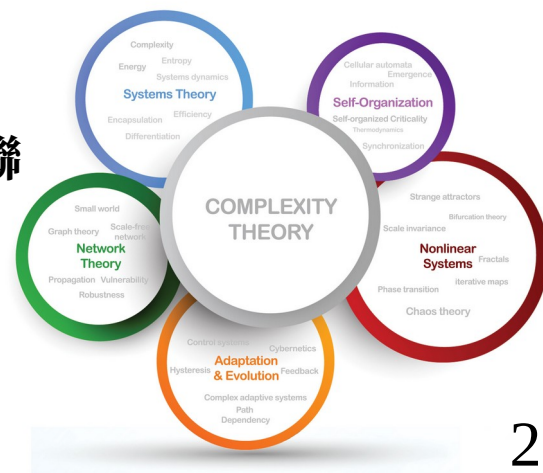 Complexity
Energy
Entropy
Systems dynamics
Systems Theory
Encapsulation
Efficiency
Differentiation
Cellular automata
Emergence
Information
Self-Organization
Self-organized Criticality
Thermodynamics
Synchronization
聯
COMPLEXITY
THEORY
Small world
Graph theory
Scale-free
network
Network
Theory
Propagation Vulnerability
Robustness
Strange attractors
Bifurcation theory
Scale invariance
Nonlinear
Systems
Fractals
iterative maps
Phase transition
Chaos theory
Control systems
Cybernetics
Adaptation
& Evolution
Hysteresis
Feedback
Complex adaptive systems
Path
Dependency
2